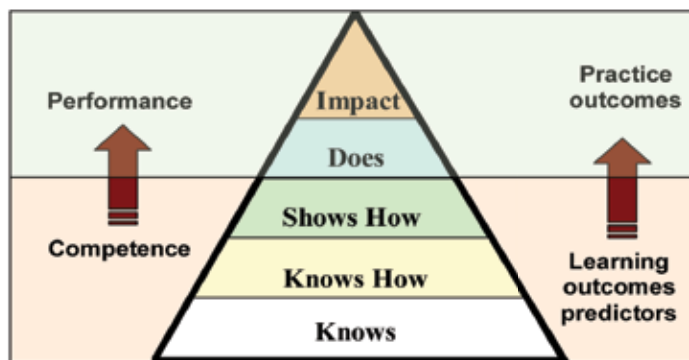 Impact
Performance
Practice
outcomes
Does
Shows How
Competence
Knows How
Learning
outcomes
predictors
Knows